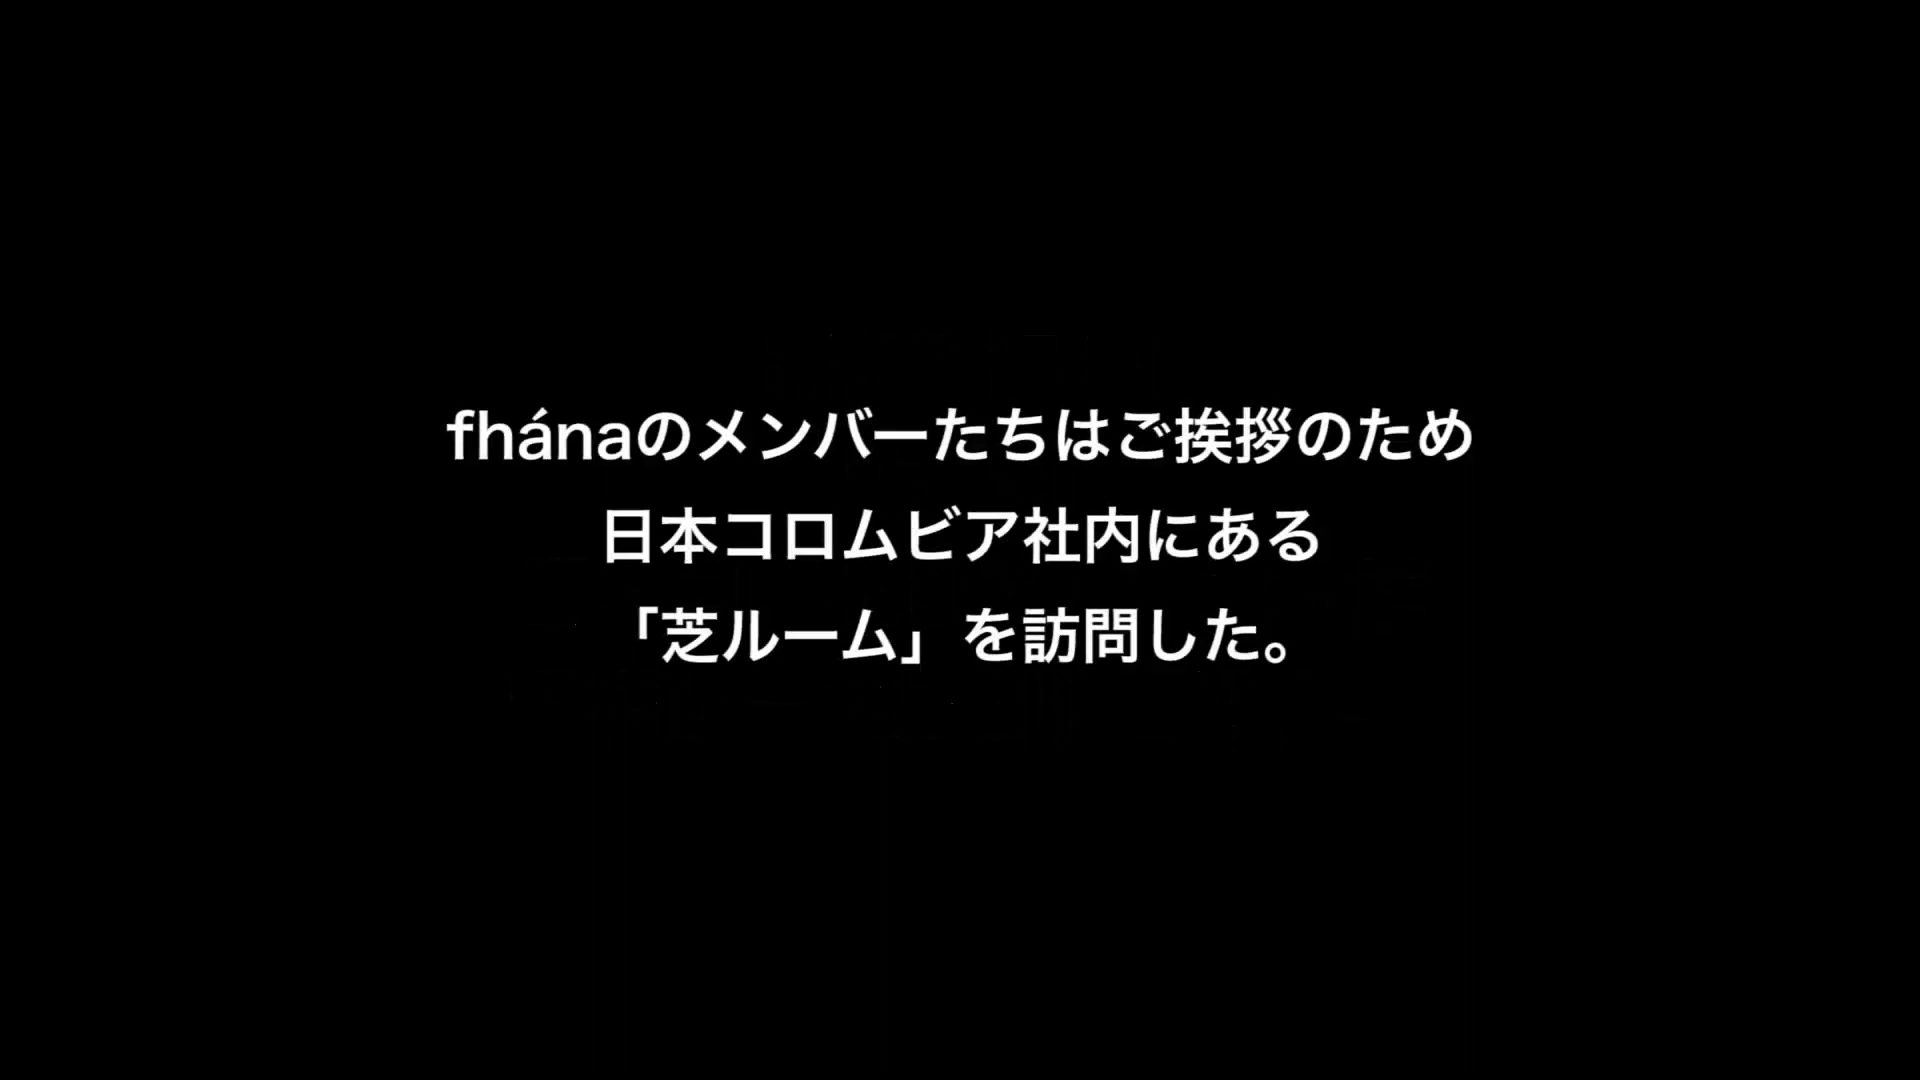 fhánaのメンバーたちはご挨拶のため
日本コロムビア社内にある
「芝ルーム」を訪問した。